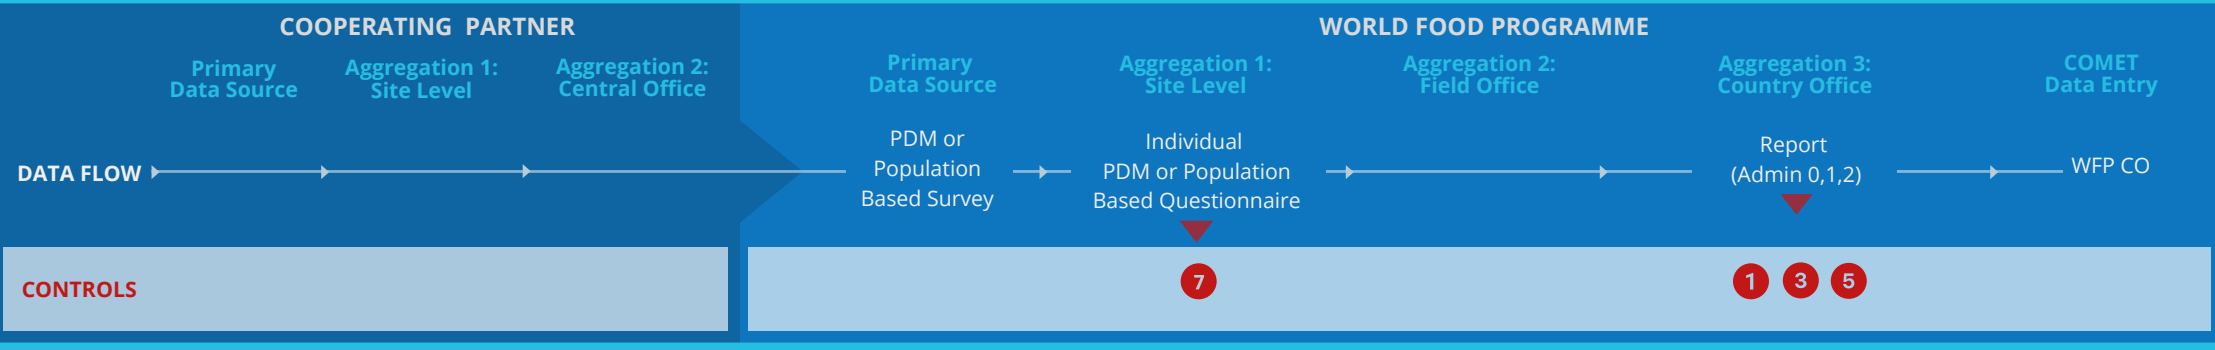 COOPERATING PARTNER
WORLD FOOD PROGRAMME
Primary
Data Source
Aggregation 1:
Site Level
Aggregation 2:
Central Office
Primary
Data Source
Aggregation 1:
Site Level
Aggregation 2:
Field Office
Aggregation 3:
Country Office
COMET
Data Entry
DATA FLOW
PDM or
Population
Based Survey
Individual
PDM or Population
Based Questionnaire
Report
(Admin 0,1,2)
WFP CO
CONTROLS
7
1 3 5